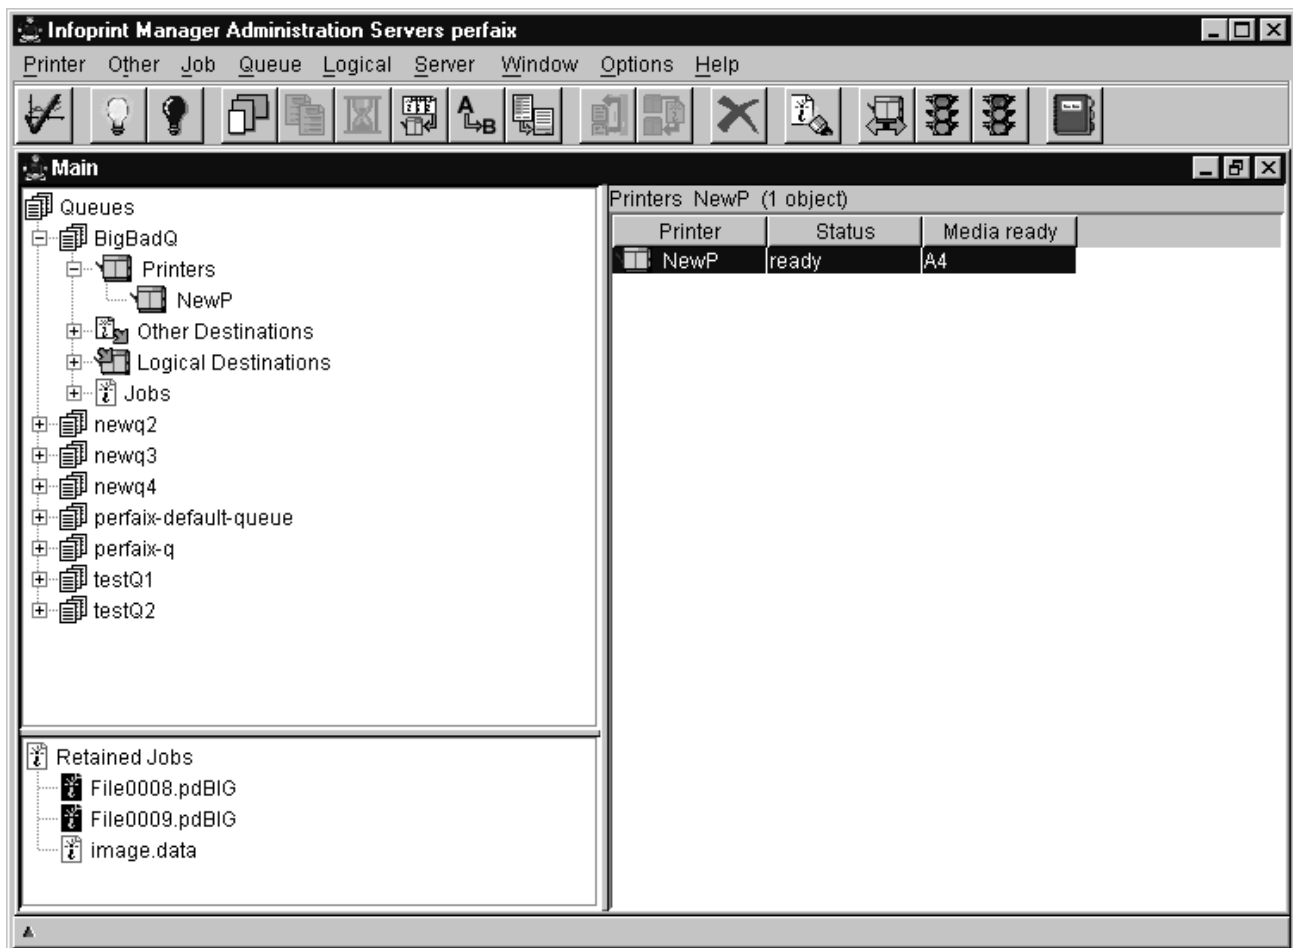 Infoprint Manager Administration Servers perfaix
Printer Other Job Queue Logical Server Window Options Help
Main
Queues
BigBadQ
Printers
NewP
Other Destinations
Logical Destinations
Jobs
newq2
newq3
newq4
perfaix-default-queue
perfaix-q
testQ1
testQ2
Retained Jobs
File0008.pdBIG
File0009.pdBIG
image.data
Printers NewP (1 object)
Printer Status Media ready
NewP ready A4